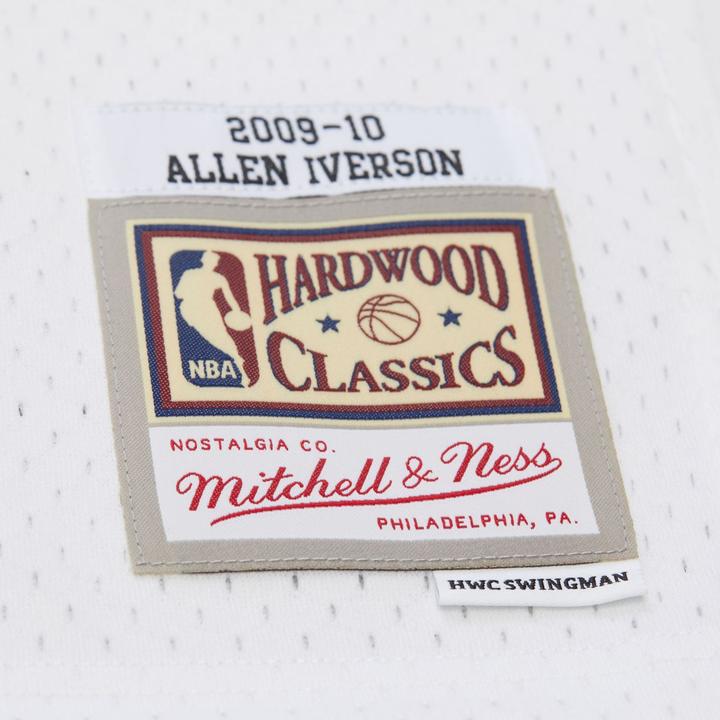 2009-10
ALLEN IVERSON
HARDWOOD
CLASSICS
NBA
NOSTALGIA CO.
Mitchell & Ness
PHILADELPHIA, PA.
HWC SWINGMAN